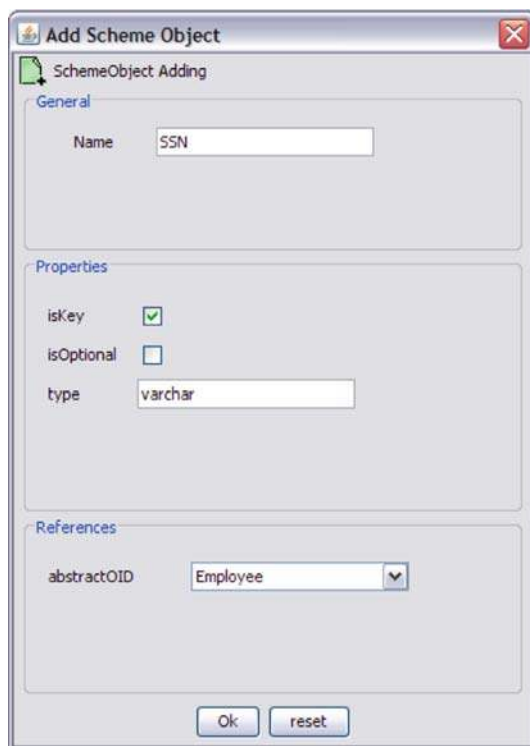 Add Scheme Object
SchemeObject Adding
General
Name SSN
Properties
isKey
isOptional
type varchar
References
abstractOID Employee
Ok reset